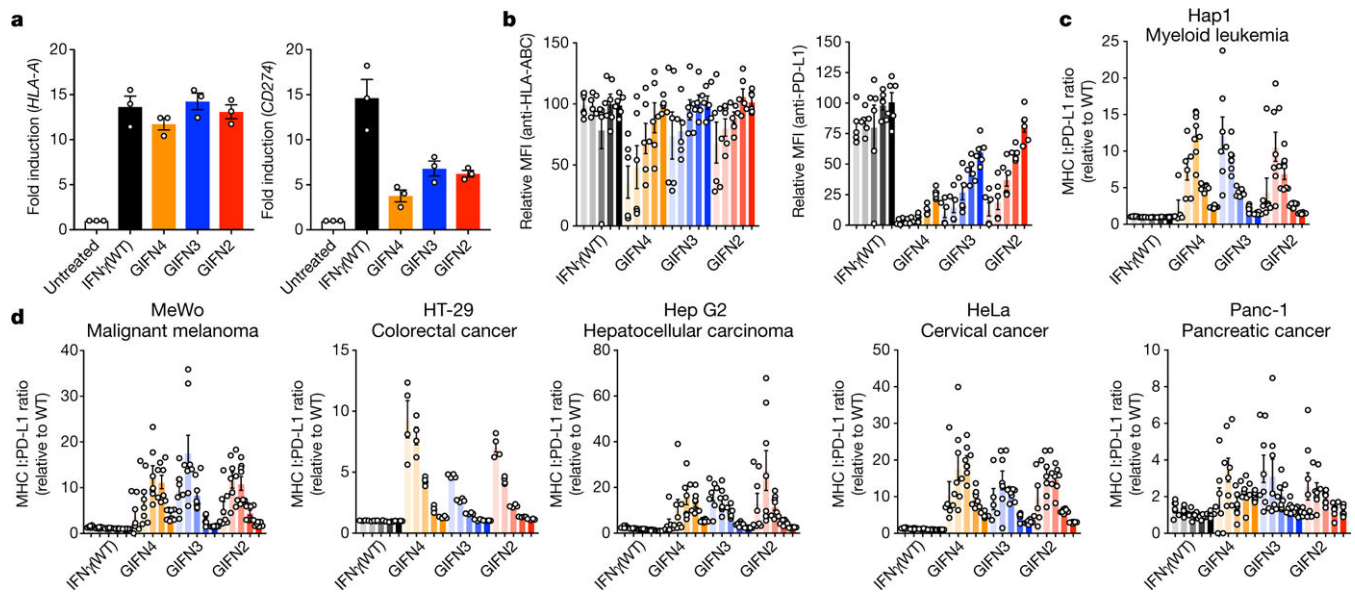 a
Fold induction (HLA-A)
20
15
10
5
0
Untreated
IFNγ(WT)
GIFN4
GIFN3
GIFN2
Fold induction (CD274)
20
15
10
5
0
Untreated
IFNγ(WT)
GIFN4
GIFN3
GIFN2
b
Relative MFI (anti-HLA-ABC)
150
100
50
0
IFNγ(WT)
GIFN4
GIFN3
GIFN2
Relative MFI (anti-PD-L1)
150
125
100
75
50
25
0
IFNγ(WT)
GIFN4
GIFN3
GIFN2
c
Hap1
Myeloid leukemia
MHC I:PD-L1 ratio
(relative to WT)
25
20
15
10
5
0
IFNγ(WT)
GIFN4
GIFN3
GIFN2
d
MeWo
Malignant melanoma
MHC I:PD-L1 ratio
(relative to WT)
40
30
20
10
0
IFNγ(WT)
GIFN4
GIFN3
GIFN2
HT-29
Colorectal cancer
MHC I:PD-L1 ratio
(relative to WT)
15
10
5
0
IFNγ(WT)
GIFN4
GIFN3
GIFN2
Hep G2
Hepatocellular carcinoma
MHC I:PD-L1 ratio
(relative to WT)
80
60
40
20
0
IFNγ(WT)
GIFN4
GIFN3
GIFN2
HeLa
Cervical cancer
MHC I:PD-L1 ratio
(relative to WT)
50
40
30
20
10
0
IFNγ(WT)
GIFN4
GIFN3
GIFN2
Panc-1
Pancreatic cancer
MHC I:PD-L1 ratio
(relative to WT)
10
8
6
4
2
0
IFNγ(WT)
GIFN4
GIFN3
GIFN2